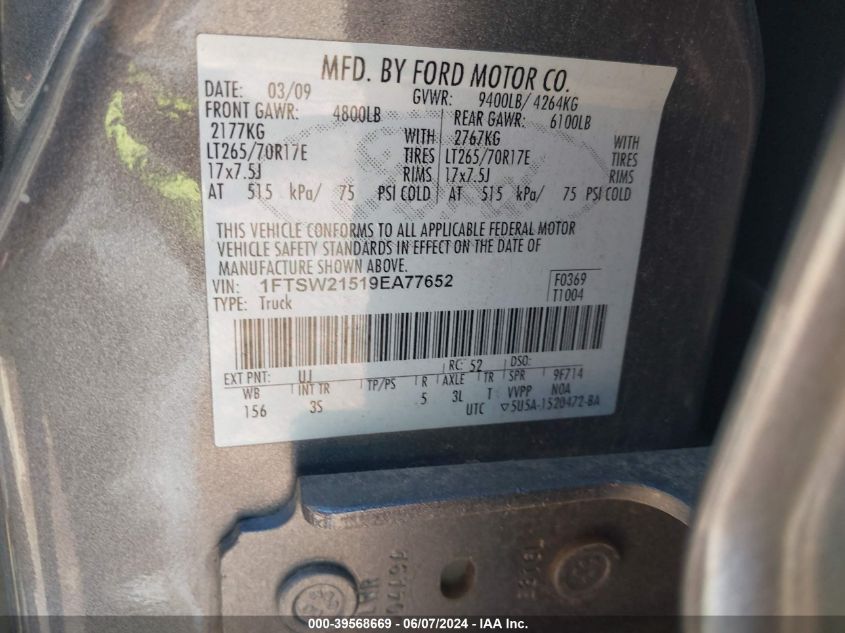 MFD. BY FORD MOTOR CO.
DATE: 03/09 GVWR: 9400LB/ 4264KG
FRONT GAWR: 4800LB REAR GAWR: 6100LB
2177KG WITH 2767KG WITH
LT265/70R17E TIRES LT265/70R17E TIRES
17x7.5J RIMS 17x7.5J RIMS
AT 515 kPa/ 75 PSI COLD AT 515 kPa/ 75 PSI COLD
THIS VEHICLE CONFORMS TO ALL APPLICABLE FEDERAL MOTOR
VEHICLE SAFETY STANDARDS IN EFFECT ON THE DATE OF
MANUFACTURE SHOWN ABOVE.
VIN: 1FTSW21519EA77652 F0369
TYPE: Truck T1004
EXT PNT: UJ RC: 52 DSO:
WB INT TR TP/PS R AXLE TR SPR 9F714
156 3S 5 3L T VVPP NOA
UTC ▽5U5A-1520472-BA
000-39568669 - 06/07/2024 - IAA Inc.